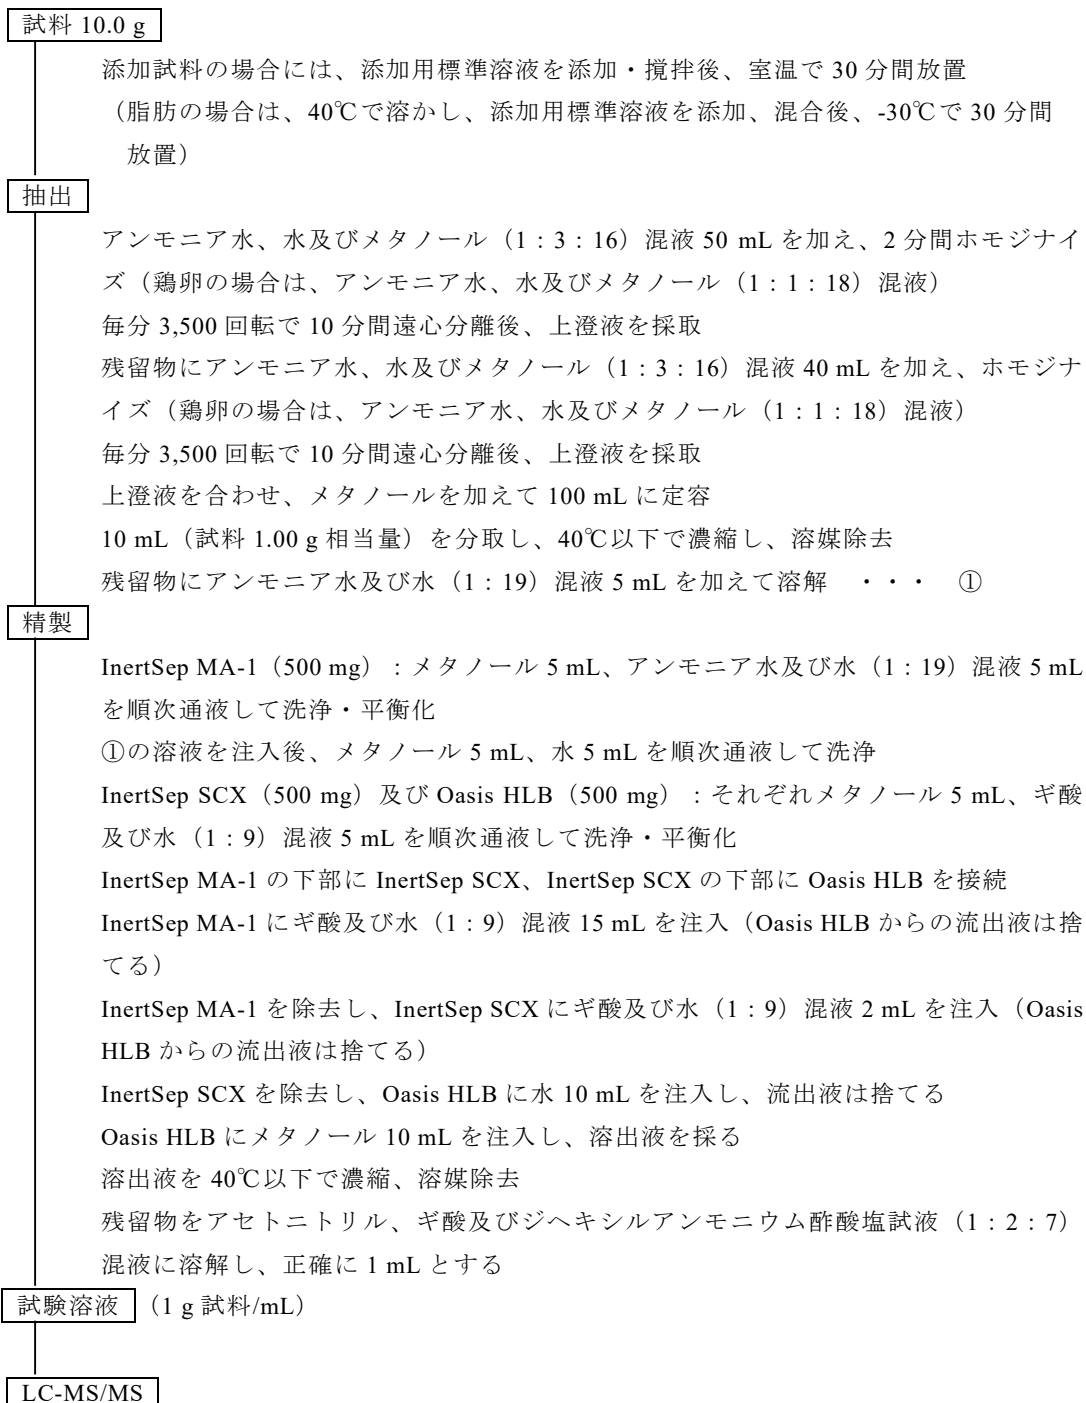 試料 10.0 g
添加試料の場合には、添加用標準溶液を添加・撹拌後、室温で 30 分間放置
（脂肪の場合は、40℃で溶かし、添加用標準溶液を添加、混合後、-30℃で 30 分間
放置）
抽出
アンモニア水、水及びメタノール（1：3：16）混液 50 mL を加え、2 分間ホモジナイ
ズ（鶏卵の場合は、アンモニア水、水及びメタノール（1：1：18）混液）
毎分 3,500 回転で 10 分間遠心分離後、上澄液を採取
残留物にアンモニア水、水及びメタノール（1：3：16）混液 40 mL を加え、ホモジナ
イズ（鶏卵の場合は、アンモニア水、水及びメタノール（1：1：18）混液）
毎分 3,500 回転で 10 分間遠心分離後、上澄液を採取
上澄液を合わせ、メタノールを加えて 100 mL に定容
10 mL（試料 1.00 g 相当量）を分取し、40℃以下で濃縮し、溶媒除去
残留物にアンモニア水及び水（1：19）混液 5 mL を加えて溶解　・・・　①
精製
InertSep MA-1（500 mg）：メタノール 5 mL、アンモニア水及び水（1：19）混液 5 mL
を順次通液して洗浄・平衡化
①の溶液を注入後、メタノール 5 mL、水 5 mL を順次通液して洗浄
InertSep SCX（500 mg）及び Oasis HLB（500 mg）：それぞれメタノール 5 mL、ギ酸
及び水（1：9）混液 5 mL を順次通液して洗浄・平衡化
InertSep MA-1 の下部に InertSep SCX、InertSep SCX の下部に Oasis HLB を接続
InertSep MA-1 にギ酸及び水（1：9）混液 15 mL を注入（Oasis HLB からの流出液は捨
てる）
InertSep MA-1 を除去し、InertSep SCX にギ酸及び水（1：9）混液 2 mL を注入（Oasis
HLB からの流出液は捨てる）
InertSep SCX を除去し、Oasis HLB に水 10 mL を注入し、流出液は捨てる
Oasis HLB にメタノール 10 mL を注入し、溶出液を採る
溶出液を 40℃以下で濃縮、溶媒除去
残留物をアセトニトリル、ギ酸及びジヘキシルアンモニウム酢酸塩試液（1：2：7）
混液に溶解し、正確に 1 mL とする
試験溶液（1 g 試料/mL）
LC-MS/MS